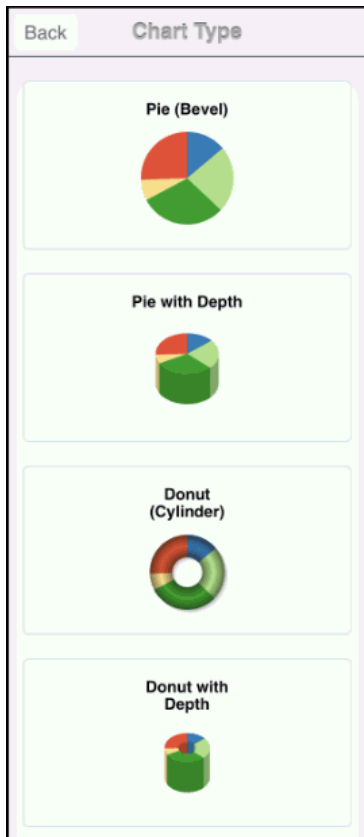 Back
Chart Type
Pie (Bevel)
Pie with Depth
Donut
(Cylinder)
Donut with
Depth